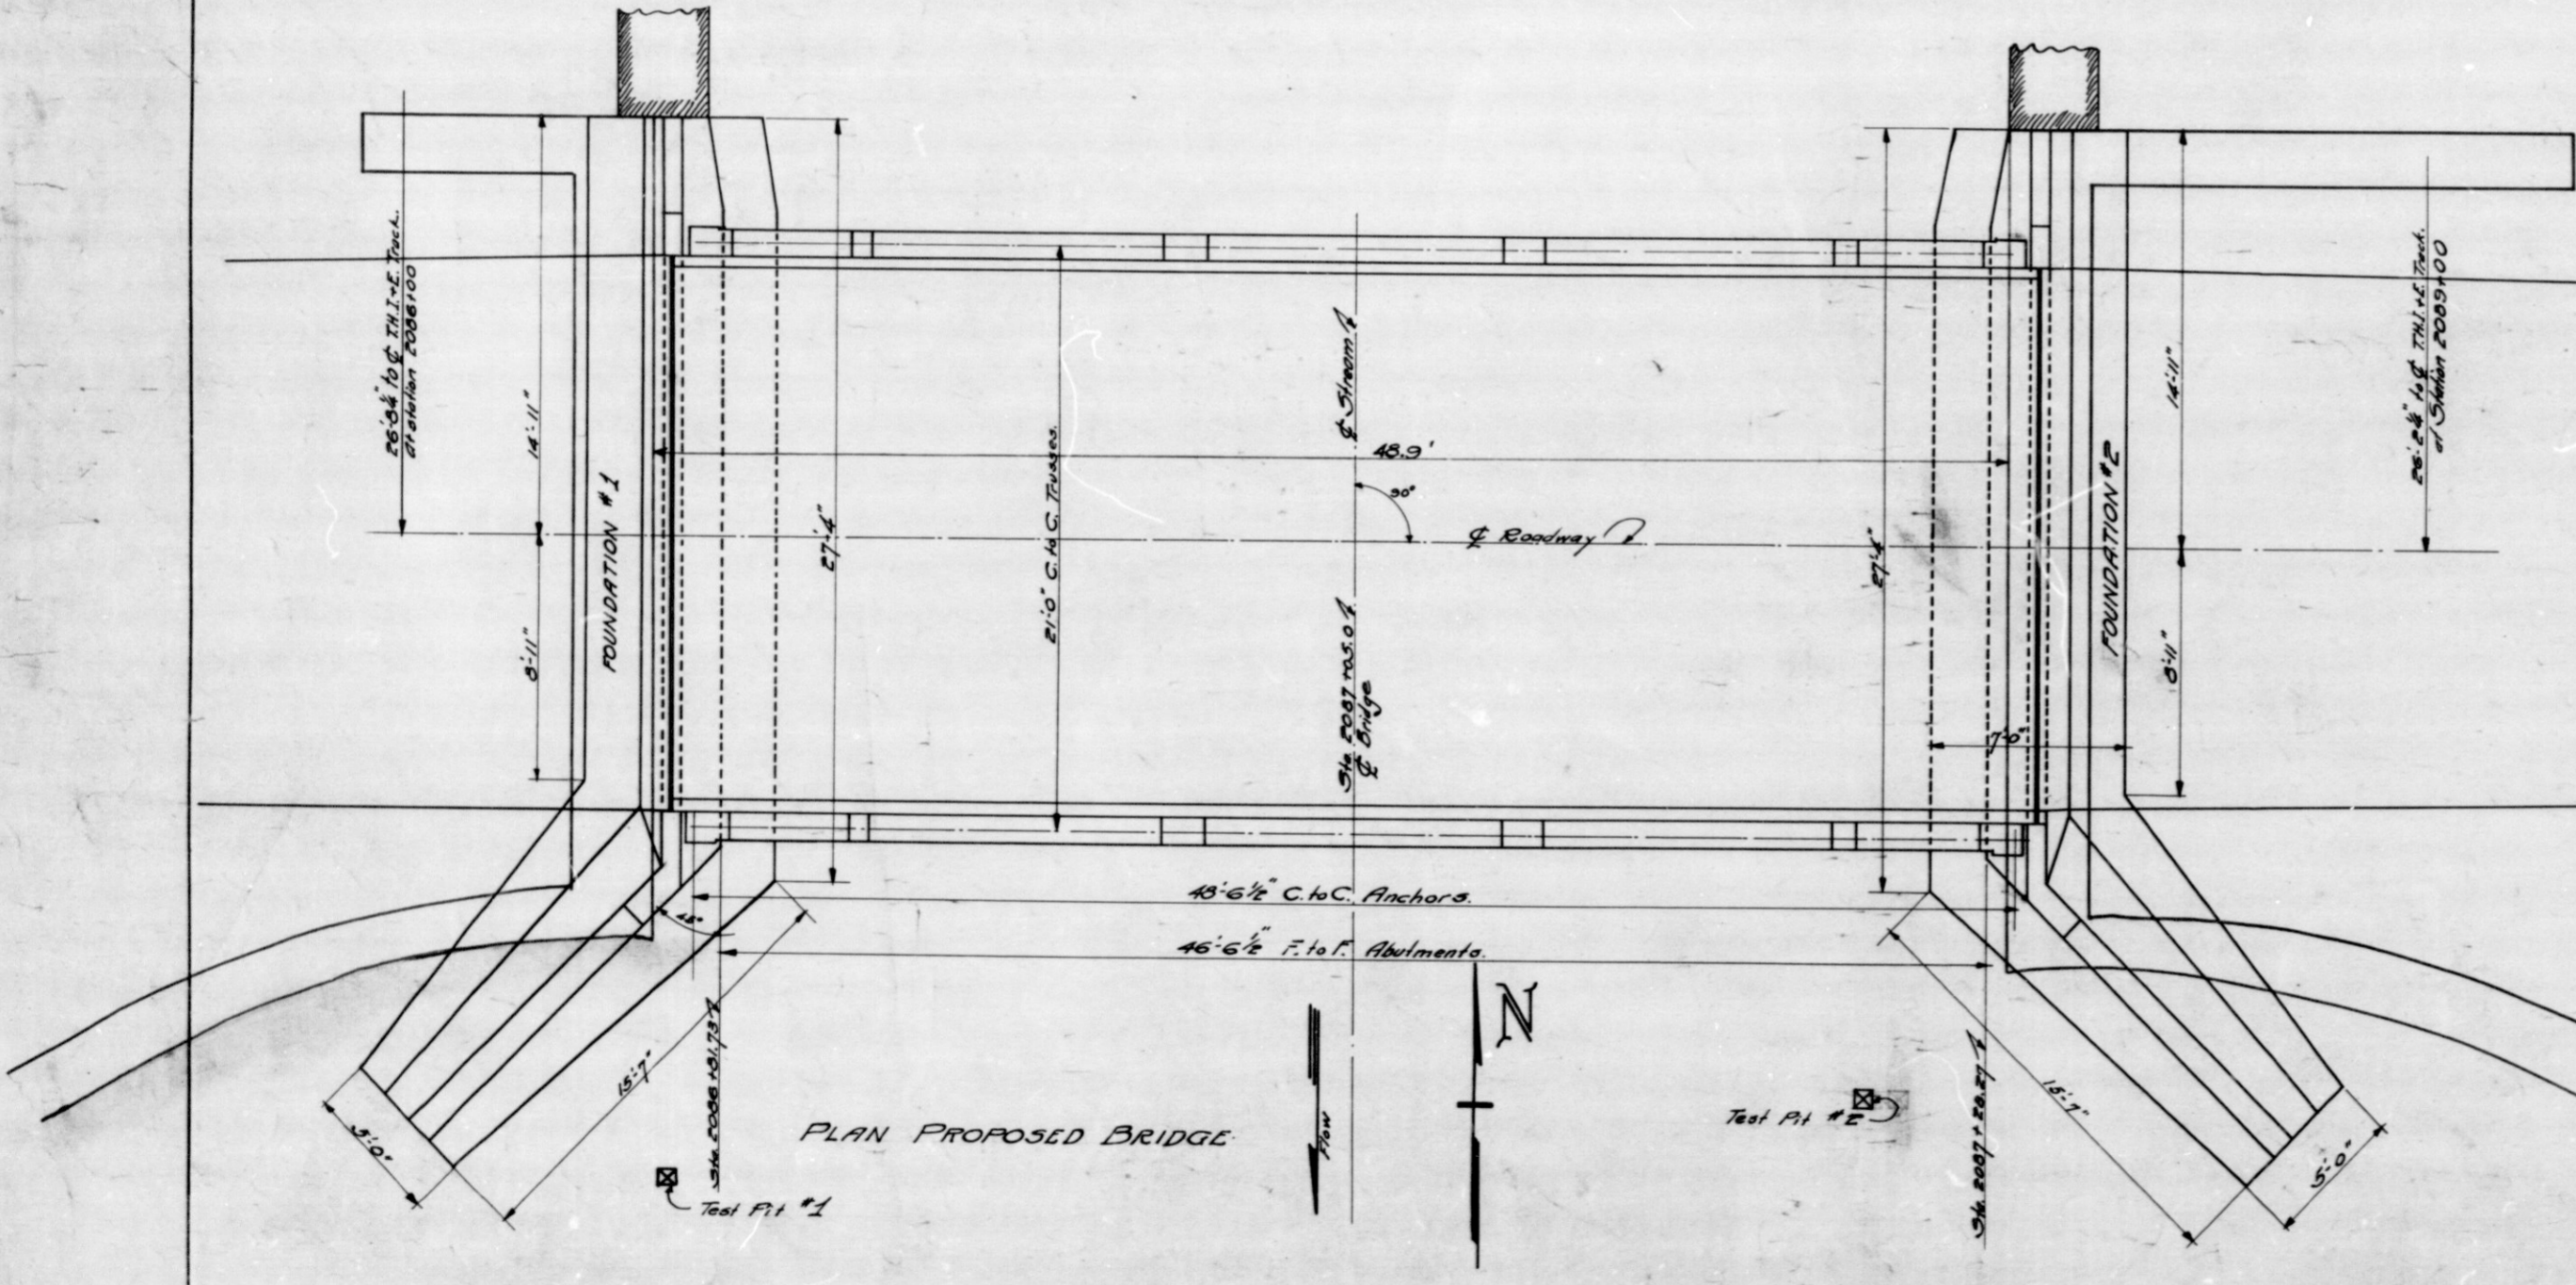 26'-8¼" to ℄ T.H.I.+E. Track.
at station 2086+00
14'-11"
8'-11"
FOUNDATION #1
27'-4"
21'-0" C. to C. Trusses.
℄ Stream
48.9'
90°
℄ Roadway
Sta. 2087+05.0
℄ Bridge
27'-4"
7'-0"
FOUNDATION #2
14'-11"
8'-11"
26'-2¼" to ℄ T.H.I.+E. Track.
at Station 2089+00
48'-6½" C. to C. Anchors.
46'-6½" F. to F. Abutments.
45°
15'-7"
5'-0"
Sta. 2086+81.73
Test Pit #1
PLAN PROPOSED BRIDGE
Flow
N
Test Pit #2
Sta. 2087+28.27
15'-7"
5'-0"